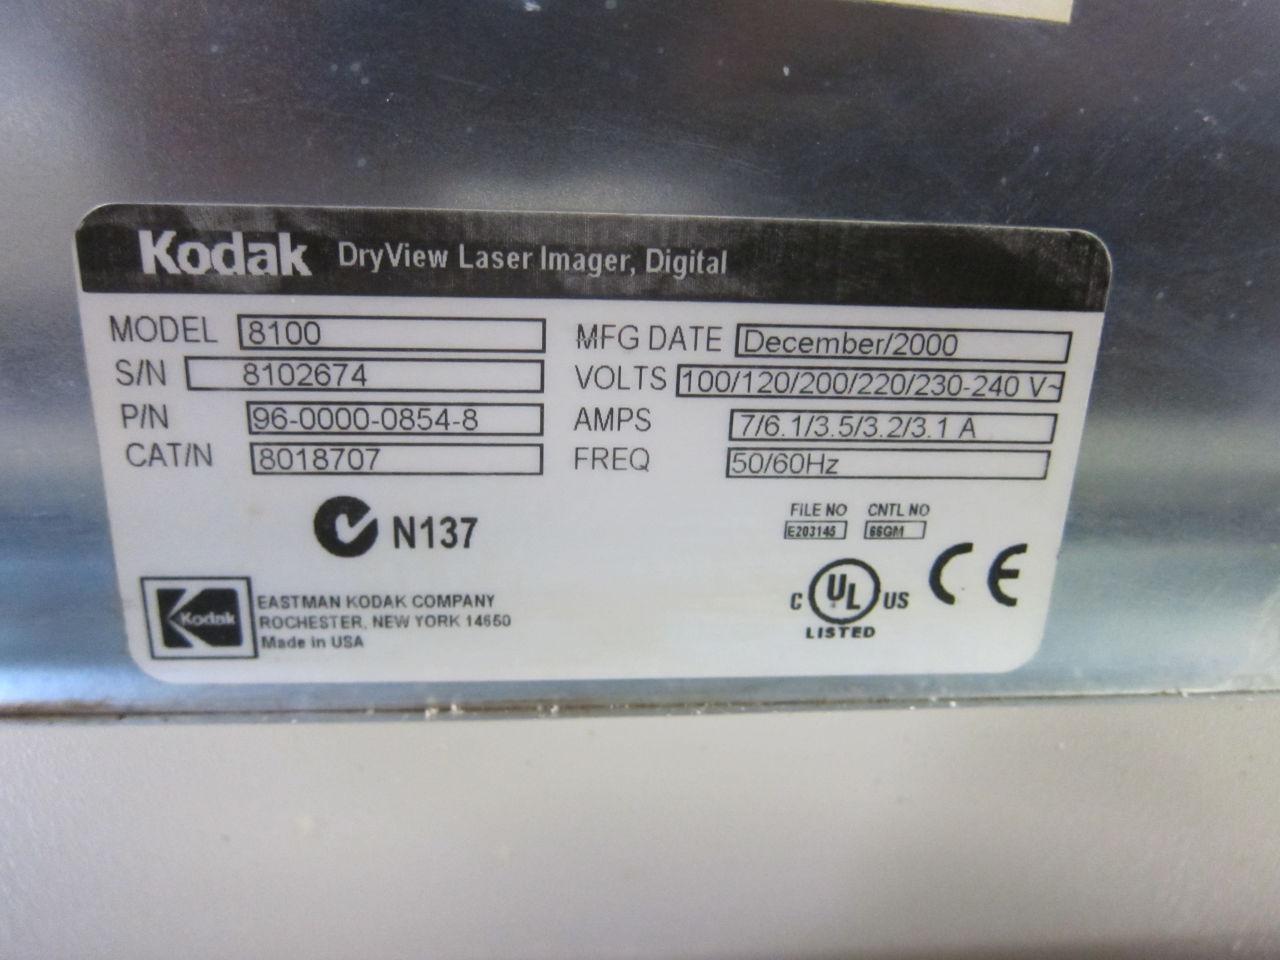 Kodak DryView Laser Imager, Digital
MODEL 8100
S/N 8102674
P/N 96-0000-0854-8
CAT/N 8018707
MFG DATE December/2000
VOLTS 100/120/200/220/230-240 V~
AMPS 7/6.1/3.5/3.2/3.1 A
FREQ 50/60Hz
N137
FILE NO CNTL NO
E203145 66GM
C UL US CE
LISTED
Kodak
EASTMAN KODAK COMPANY
ROCHESTER, NEW YORK 14650
Made in USA